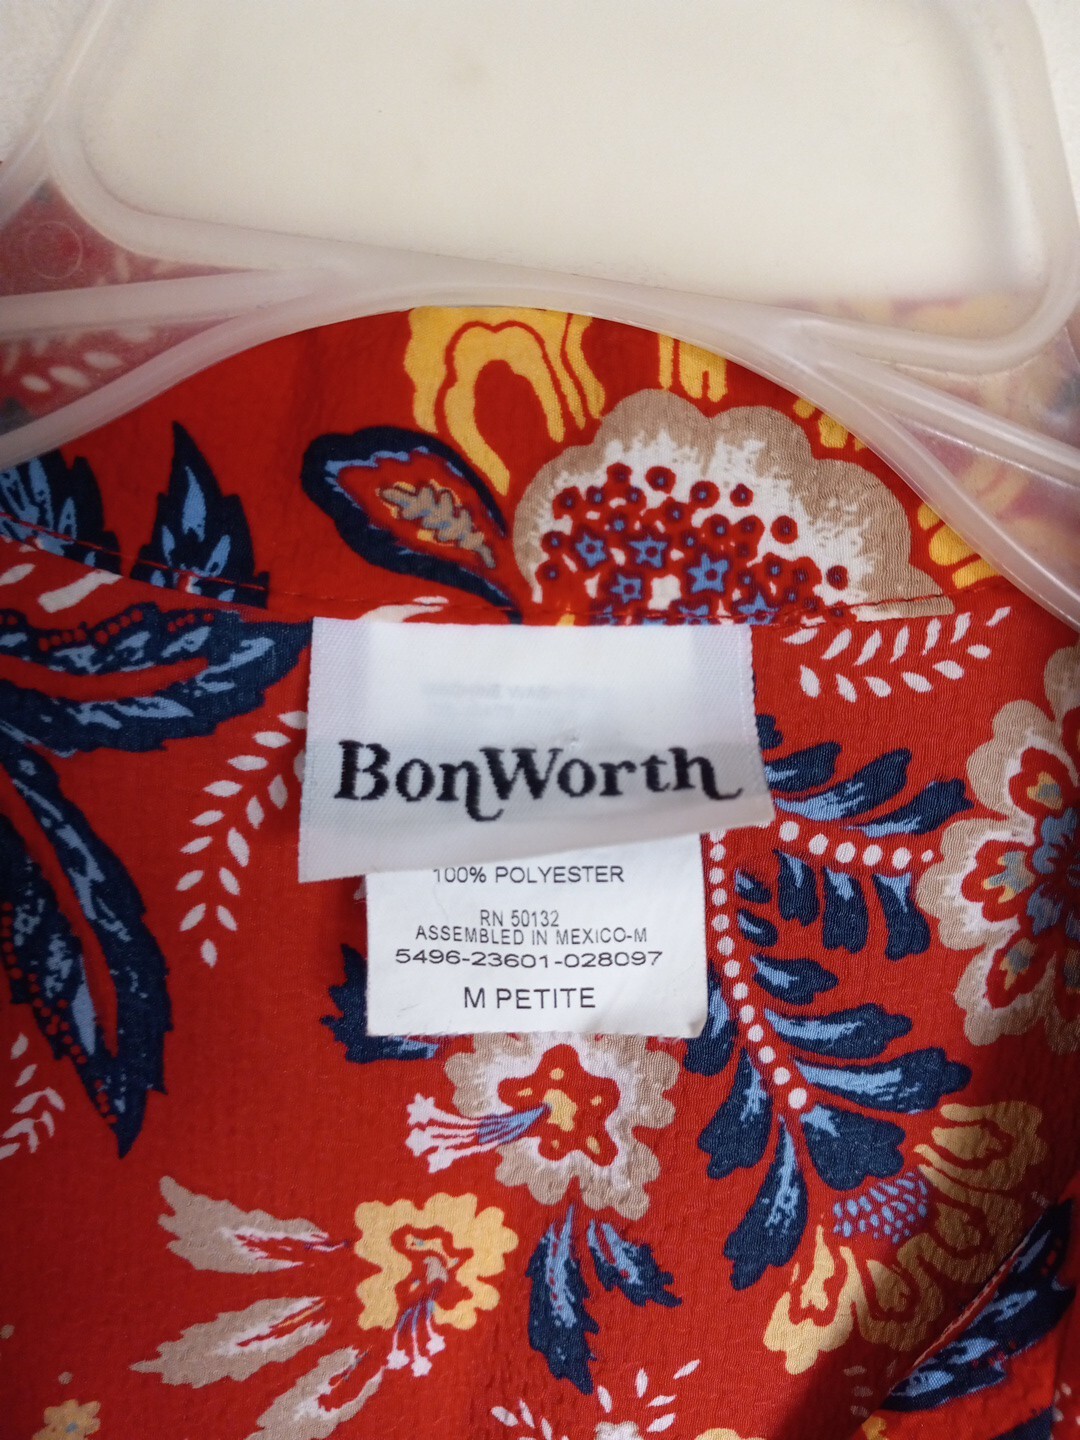 BonWorth
100% POLYESTER
RN 50132
ASSEMBLED IN MEXICO-M
5496-23601-028097
M PETITE